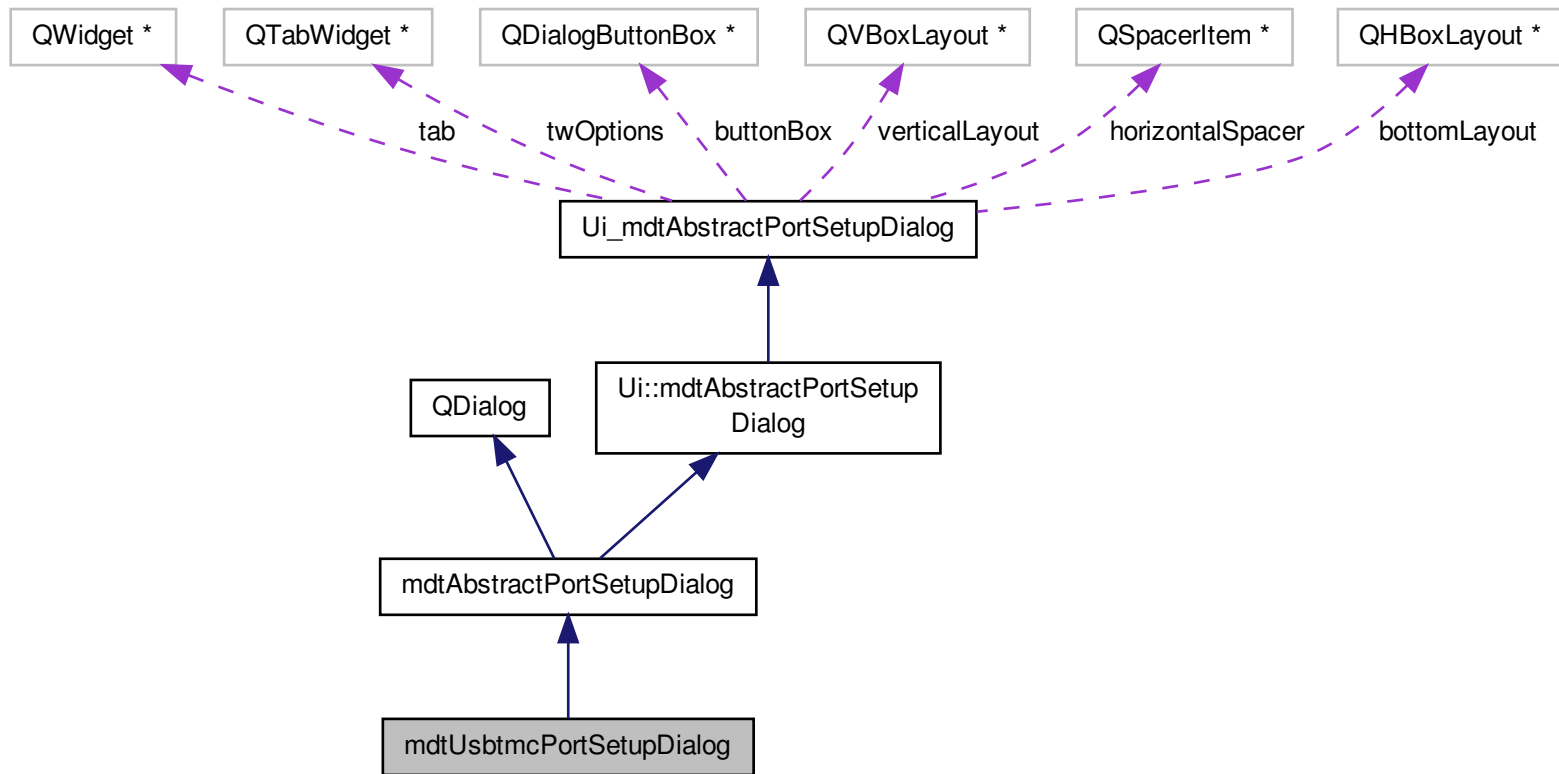 QWidget *
QTabWidget *
QDialogButtonBox *
QVBoxLayout *
QSpacerItem *
QHBoxLayout *
tab
twOptions
buttonBox
verticalLayout
horizontalSpacer
bottomLayout
Ui_mdtAbstractPortSetupDialog
Ui::mdtAbstractPortSetup
Dialog
QDialog
mdtAbstractPortSetupDialog
mdtUsbtmcPortSetupDialog